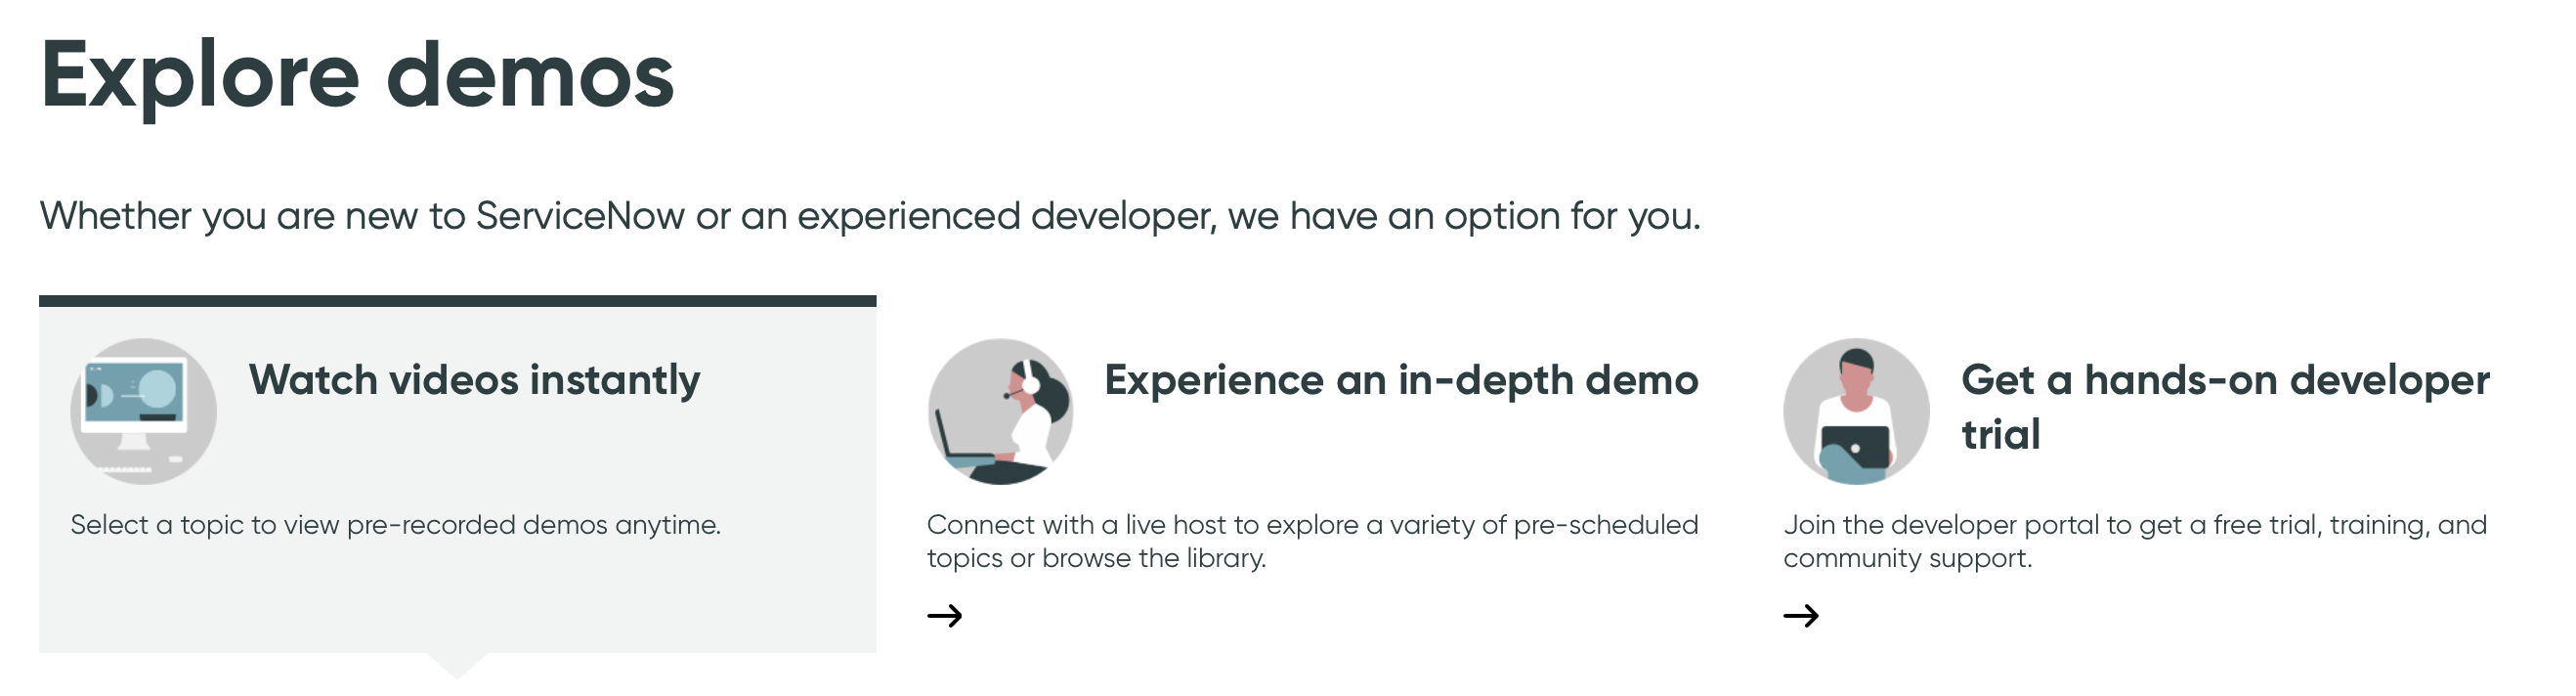 Explore demos
Whether you are new to ServiceNow or an experienced developer, we have an option for you.
Watch videos instantly
Select a topic to view pre-recorded demos anytime.
Experience an in-depth demo
Connect with a live host to explore a variety of pre-scheduled
topics or browse the library.
Get a hands-on developer
trial
Join the developer portal to get a free trial, training, and
community support.